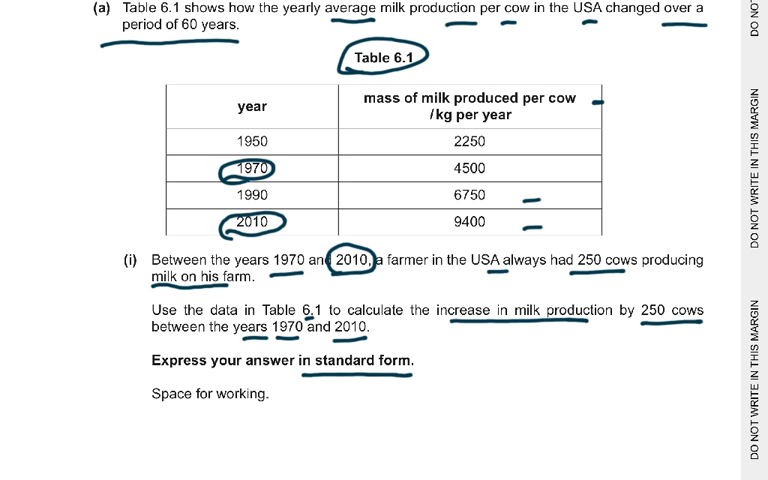 (a) Table 6.1 shows how the yearly average milk production per cow in the USA changed over a
period of 60 years.
Table 6.1
year
mass of milk produced per cow
/kg per year
1950 2250
1970 4500
1990 6750
2010 9400
(i) Between the years 1970 and 2010, a farmer in the USA always had 250 cows producing
milk on his farm.
Use the data in Table 6.1 to calculate the increase in milk production by 250 cows
between the years 1970 and 2010.
Express your answer in standard form.
Space for working.
DO NOT WRITE IN THIS MARGIN
DO NOT WRITE IN THIS MARGIN